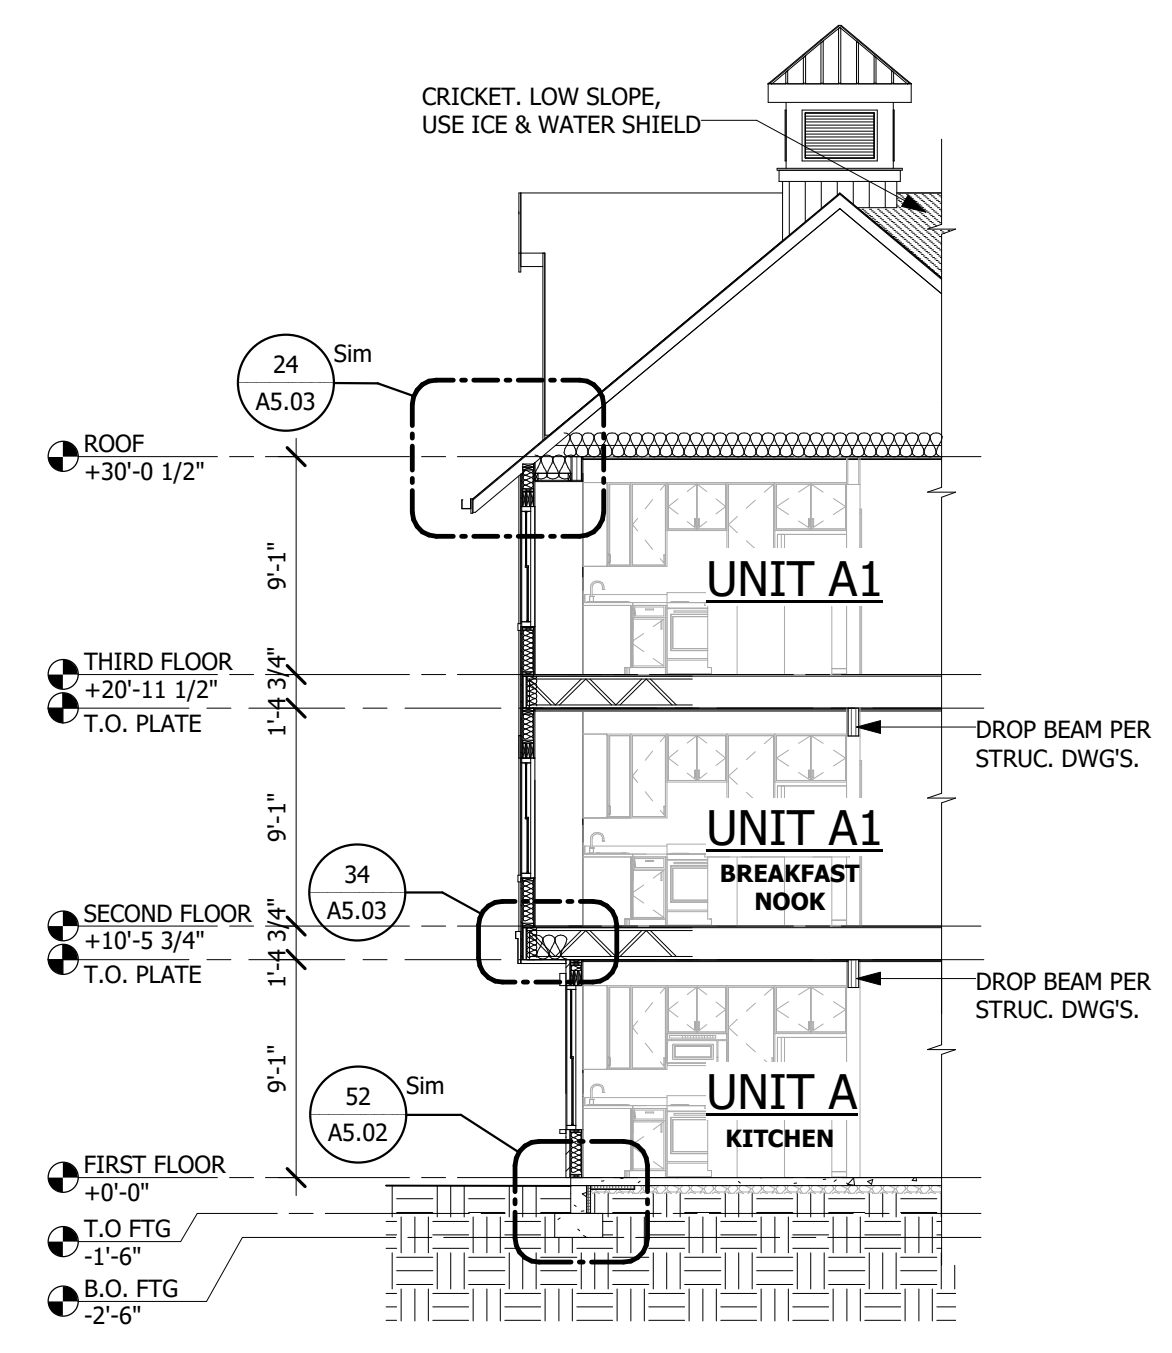 CRICKET. LOW SLOPE,
USE ICE & WATER SHIELD
24
A5.03
Sim
ROOF
+30'-0 1/2"
9'-1"
UNIT A1
THIRD FLOOR
+20'-11 1/2"
1'-4 3/4"
T.O. PLATE
DROP BEAM PER
STRUC. DWG'S.
9'-1"
UNIT A1
BREAKFAST
NOOK
34
A5.03
SECOND FLOOR
+10'-5 3/4"
1'-4 3/4"
T.O. PLATE
DROP BEAM PER
STRUC. DWG'S.
9'-1"
UNIT A
KITCHEN
52
A5.02
Sim
FIRST FLOOR
+0'-0"
T.O FTG
-1'-6"
B.O. FTG
-2'-6"